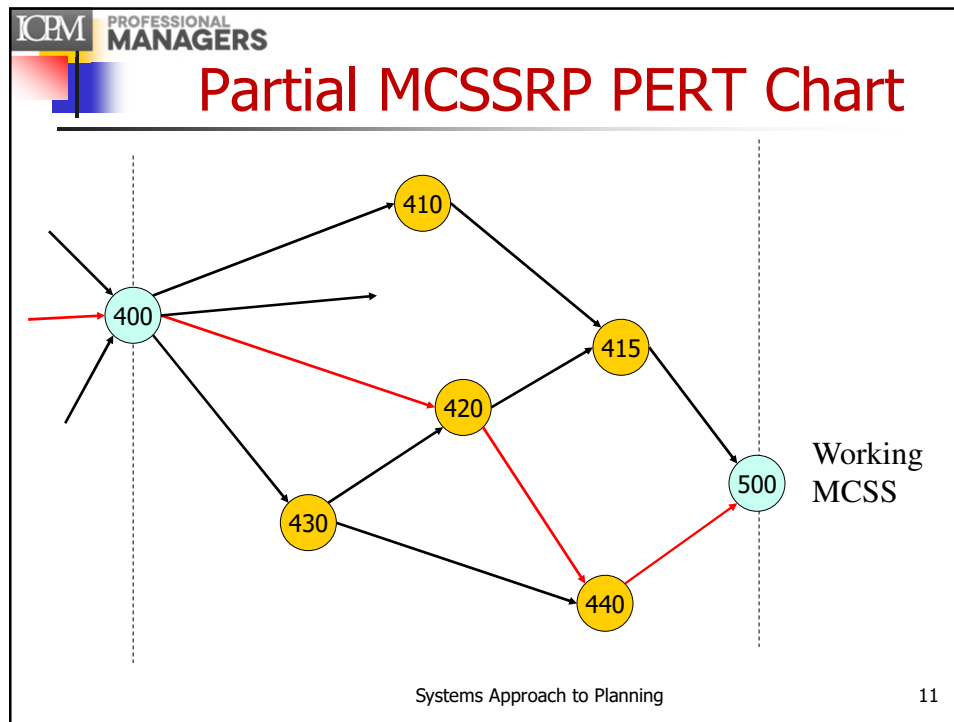 ICPM PROFESSIONAL
MANAGERS
Partial MCSSRP PERT Chart
410
400
415
420
Working
MCSS
500
430
440
Systems Approach to Planning
11